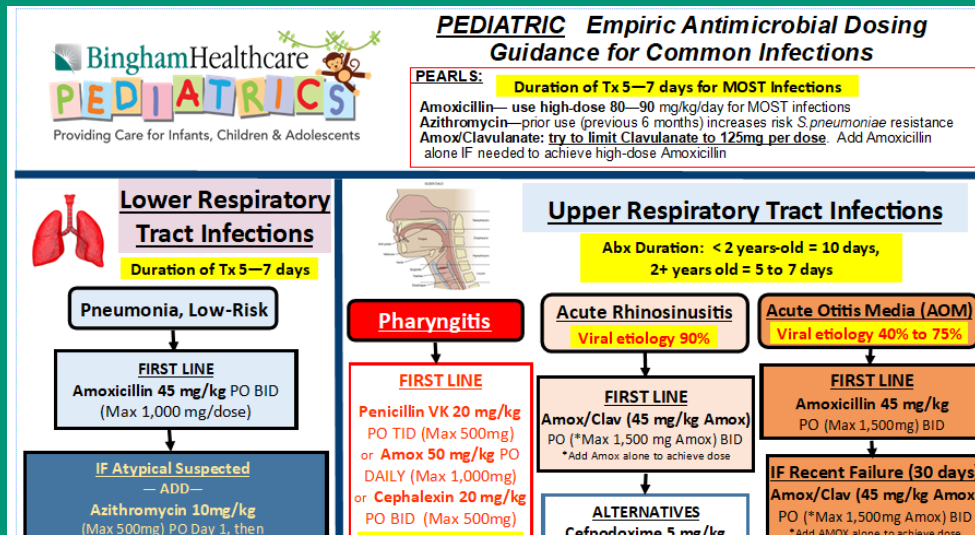 BinghamHealthcare
PEDIATRICS
Providing Care for Infants, Children & Adolescents
PEDIATRIC Empiric Antimicrobial Dosing
Guidance for Common Infections
PEARLS:
Duration of Tx 5—7 days for MOST Infections
Amoxicillin— use high-dose 80—90 mg/kg/day for MOST infections
Azithromycin—prior use (previous 6 months) increases risk S.pneumoniae resistance
Amox/Clavulanate: try to limit Clavulanate to 125mg per dose. Add Amoxicillin
alone IF needed to achieve high-dose Amoxicillin
Lower Respiratory
Tract Infections
Duration of Tx 5—7 days
Pneumonia, Low-Risk
FIRST LINE
Amoxicillin 45 mg/kg PO BID
(Max 1,000 mg/dose)
IF Atypical Suspected
— ADD—
Azithromycin 10mg/kg
(Max 500mg) PO Day 1, then
Upper Respiratory Tract Infections
Abx Duration: < 2 years-old = 10 days,
2+ years old = 5 to 7 days
Pharyngitis
FIRST LINE
Penicillin VK 20 mg/kg
PO TID (Max 500mg)
or Amox 50 mg/kg PO
DAILY (Max 1,000mg)
or Cephalexin 20 mg/kg
PO BID (Max 500mg)
Acute Rhinosinusitis
Viral etiology 90%
FIRST LINE
Amox/Clav (45 mg/kg Amox)
PO (*Max 1,500 mg Amox) BID
*Add Amox alone to achieve dose
ALTERNATIVES
Cefpodoxime 5 mg/kg
Acute Otitis Media (AOM)
Viral etiology 40% to 75%
FIRST LINE
Amoxicillin 45 mg/kg
PO (Max 1,500mg) BID
IF Recent Failure (30 days
Amox/Clav (45 mg/kg Amox
PO (*Max 1,500mg Amox) BID
*Add AMOX alone to achieve dose